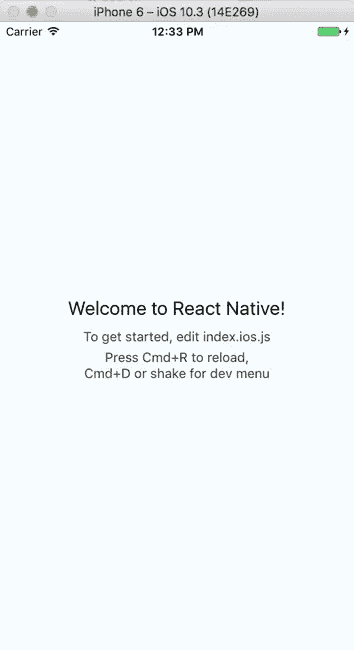 iPhone 6 – iOS 10.3 (14E269)
Carrier 12:33 PM
Welcome to React Native!
To get started, edit index.ios.js
Press Cmd+R to reload,
Cmd+D or shake for dev menu